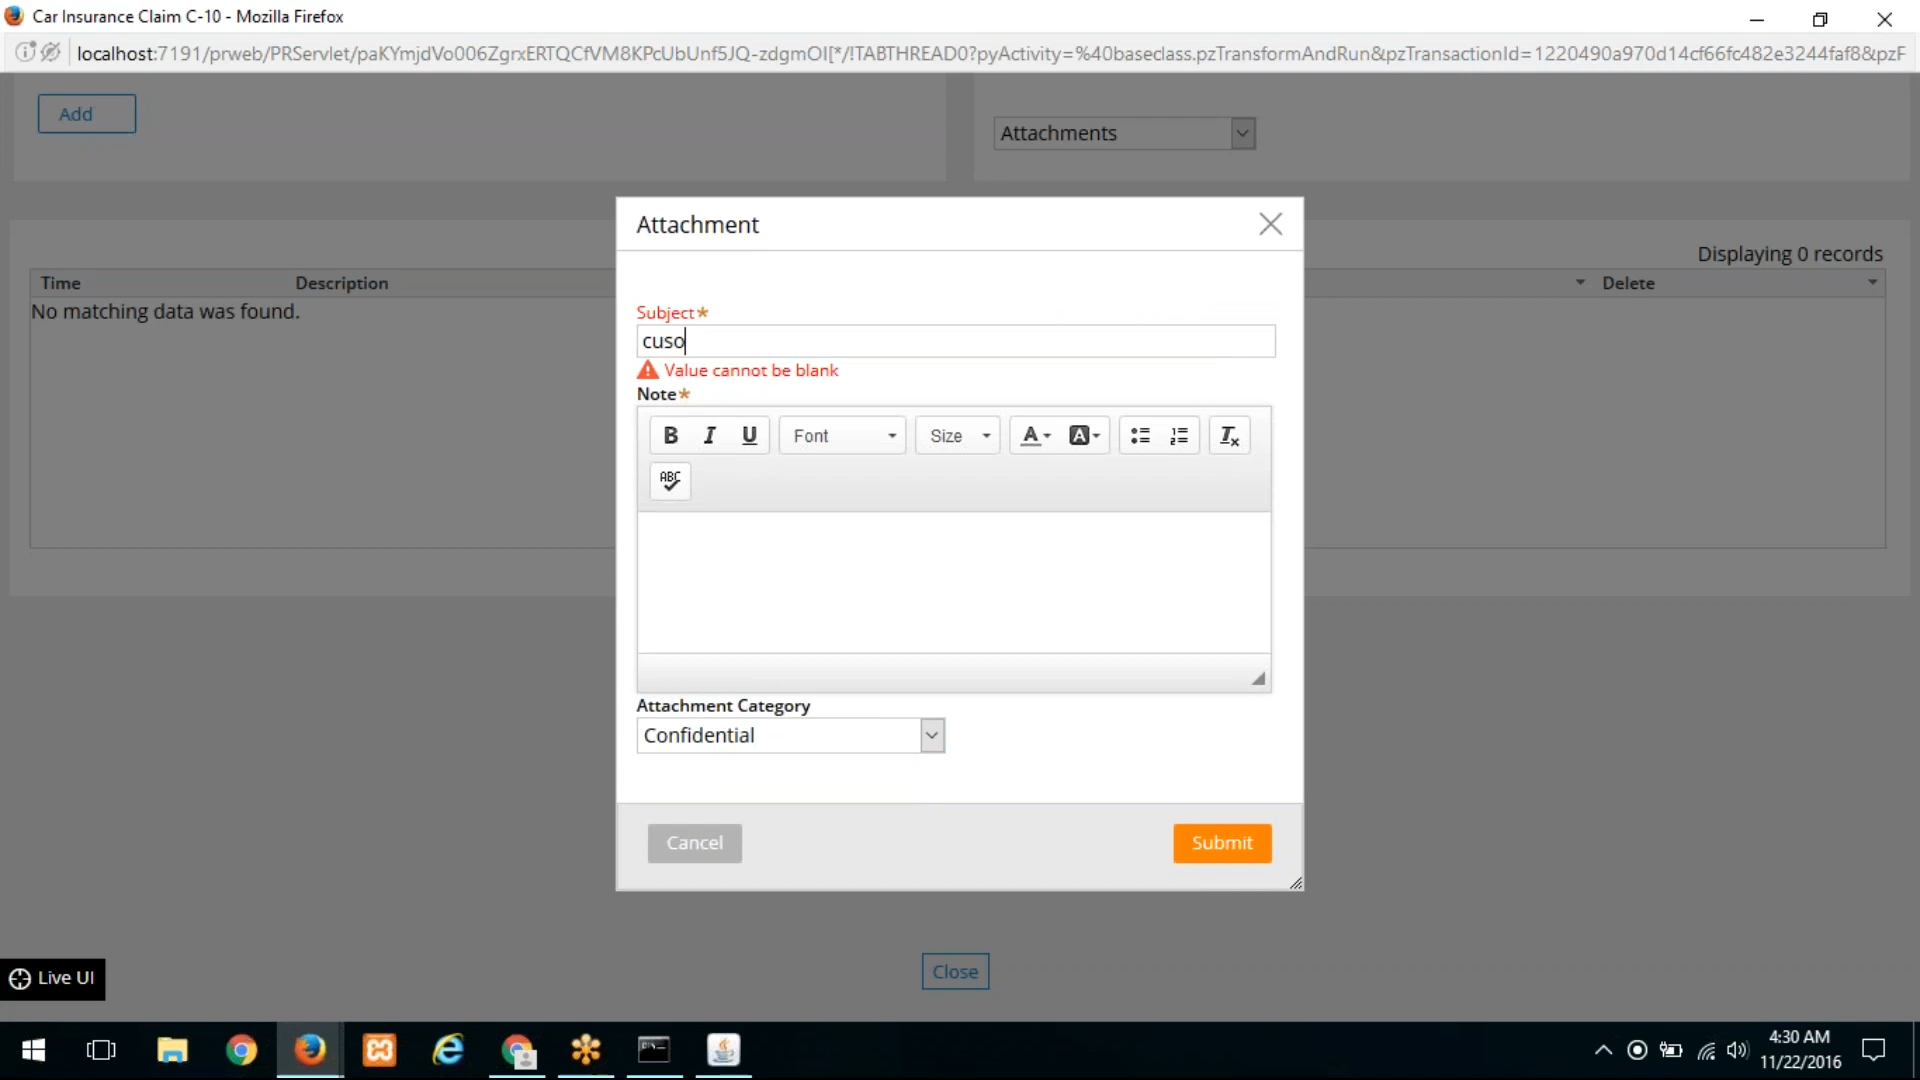 Car Insurance Claim C-10 - Mozilla Firefox
localhost:7191/prweb/PRServlet/paKYmjdVo006ZgrxERTQCfVM8KPcUbUnf5JQ-zdgmOI[*/!TABTHREAD0?pyActivity=%40baseclass.pzTransformAndRun&pzTransactionId=1220490a970d14cf66fc482e3244faf8&pzF
Add
Attachments
Attachment
Displaying 0 records
Time Description Delete
No matching data was found.
Subject*
cuso
Value cannot be blank
Note*
B I U Font Size A A
ABC
Attachment Category
Confidential
Cancel Submit
Close
Live UI
4:30 AM
11/22/2016